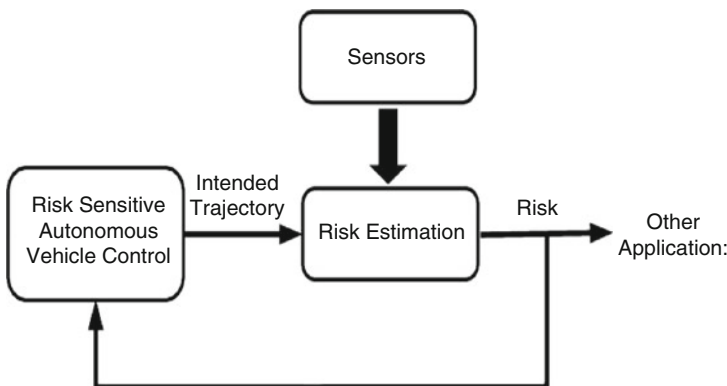 Sensors
Intended
Trajectory
Risk Sensitive
Autonomous
Vehicle Control
Risk Estimation
Risk
Other
Application: